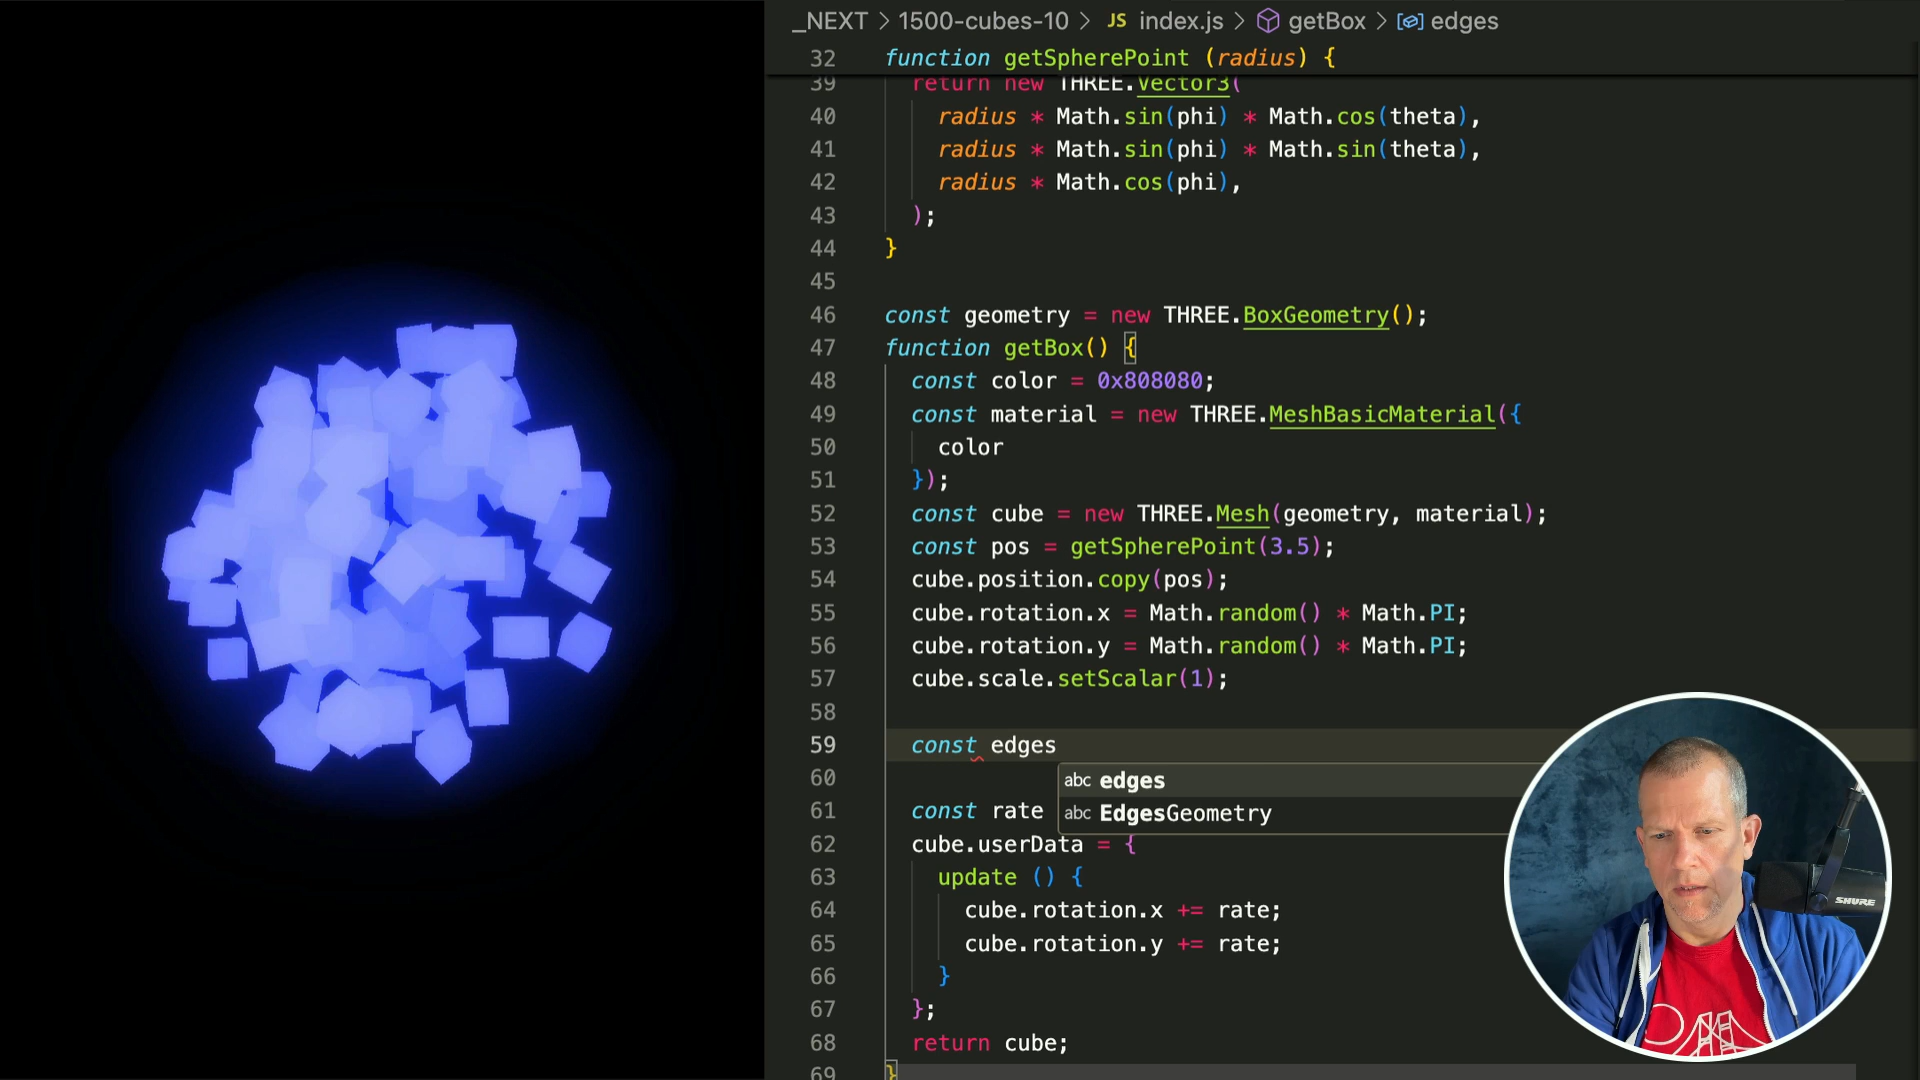 _NEXT > 1500-cubes-10 > JS index.js > getBox > edges
32 function getSpherePoint (radius) {
39 return new THREE.Vector3(
40 radius * Math.sin(phi) * Math.cos(theta),
41 radius * Math.sin(phi) * Math.sin(theta),
42 radius * Math.cos(phi),
43 );
44 }
45
46 const geometry = new THREE.BoxGeometry();
47 function getBox() {
48 const color = 0x808080;
49 const material = new THREE.MeshBasicMaterial({
50 color
51 });
52 const cube = new THREE.Mesh(geometry, material);
53 const pos = getSpherePoint(3.5);
54 cube.position.copy(pos);
55 cube.rotation.x = Math.random() * Math.PI;
56 cube.rotation.y = Math.random() * Math.PI;
57 cube.scale.setScalar(1);
58
59 const edges
60 abc edges
61 const rate abc EdgesGeometry
62 cube.userData = {
63 update () {
64 cube.rotation.x += rate;
65 cube.rotation.y += rate;
66 }
67 };
68 return cube;
69 }
SHURE